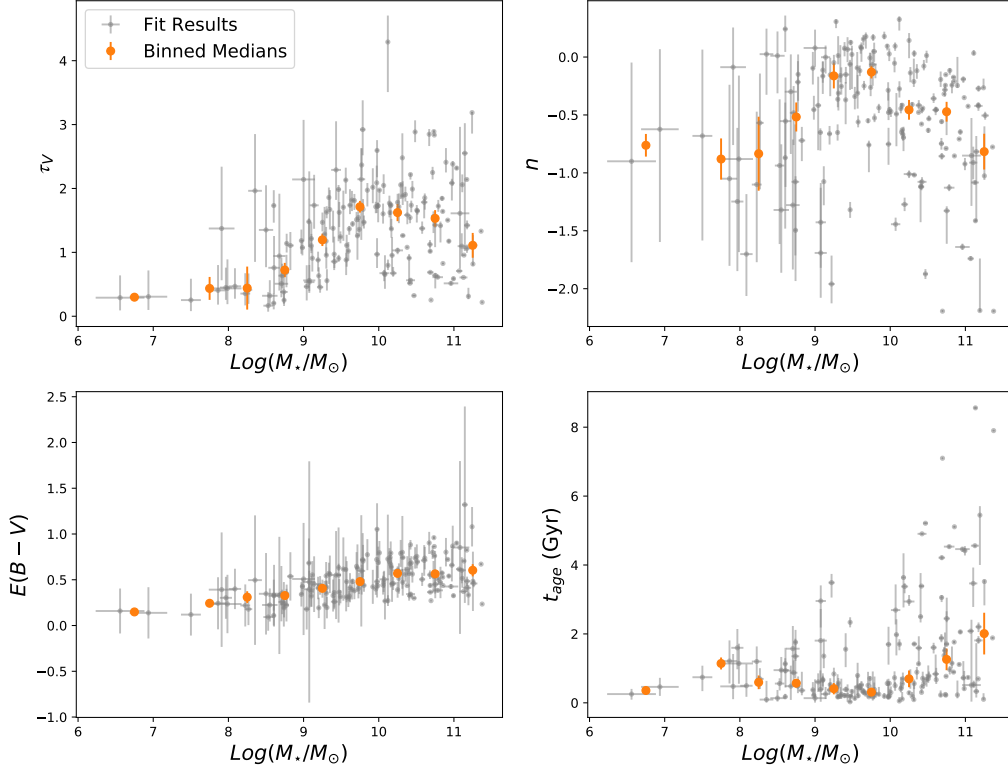 Fit Results
Binned Medians
4
3
2
1
0
τ_V
6 7 8 9 10 11
Log(M⋆/M⊙)
0.0
−0.5
−1.0
−1.5
−2.0
n
6 7 8 9 10 11
Log(M⋆/M⊙)
2.5
2.0
1.5
1.0
0.5
0.0
−0.5
−1.0
E(B − V)
6 7 8 9 10 11
Log(M⋆/M⊙)
8
6
4
2
0
t_age (Gyr)
6 7 8 9 10 11
Log(M⋆/M⊙)